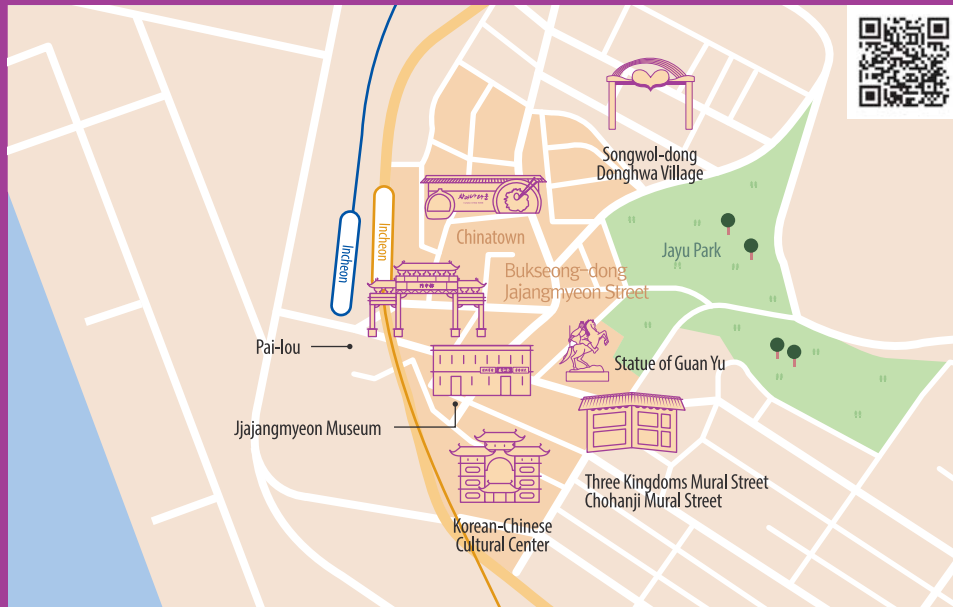 Songwol-dong
Donghwa Village
Chinatown
Incheon
Incheon
Bukseong-dong
Jajangmyeon Street
Jayu Park
Pai-lou
Statue of Guan Yu
Jjajangmyeon Museum
Three Kingdoms Mural Street
Chohanji Mural Street
Korean-Chinese
Cultural Center